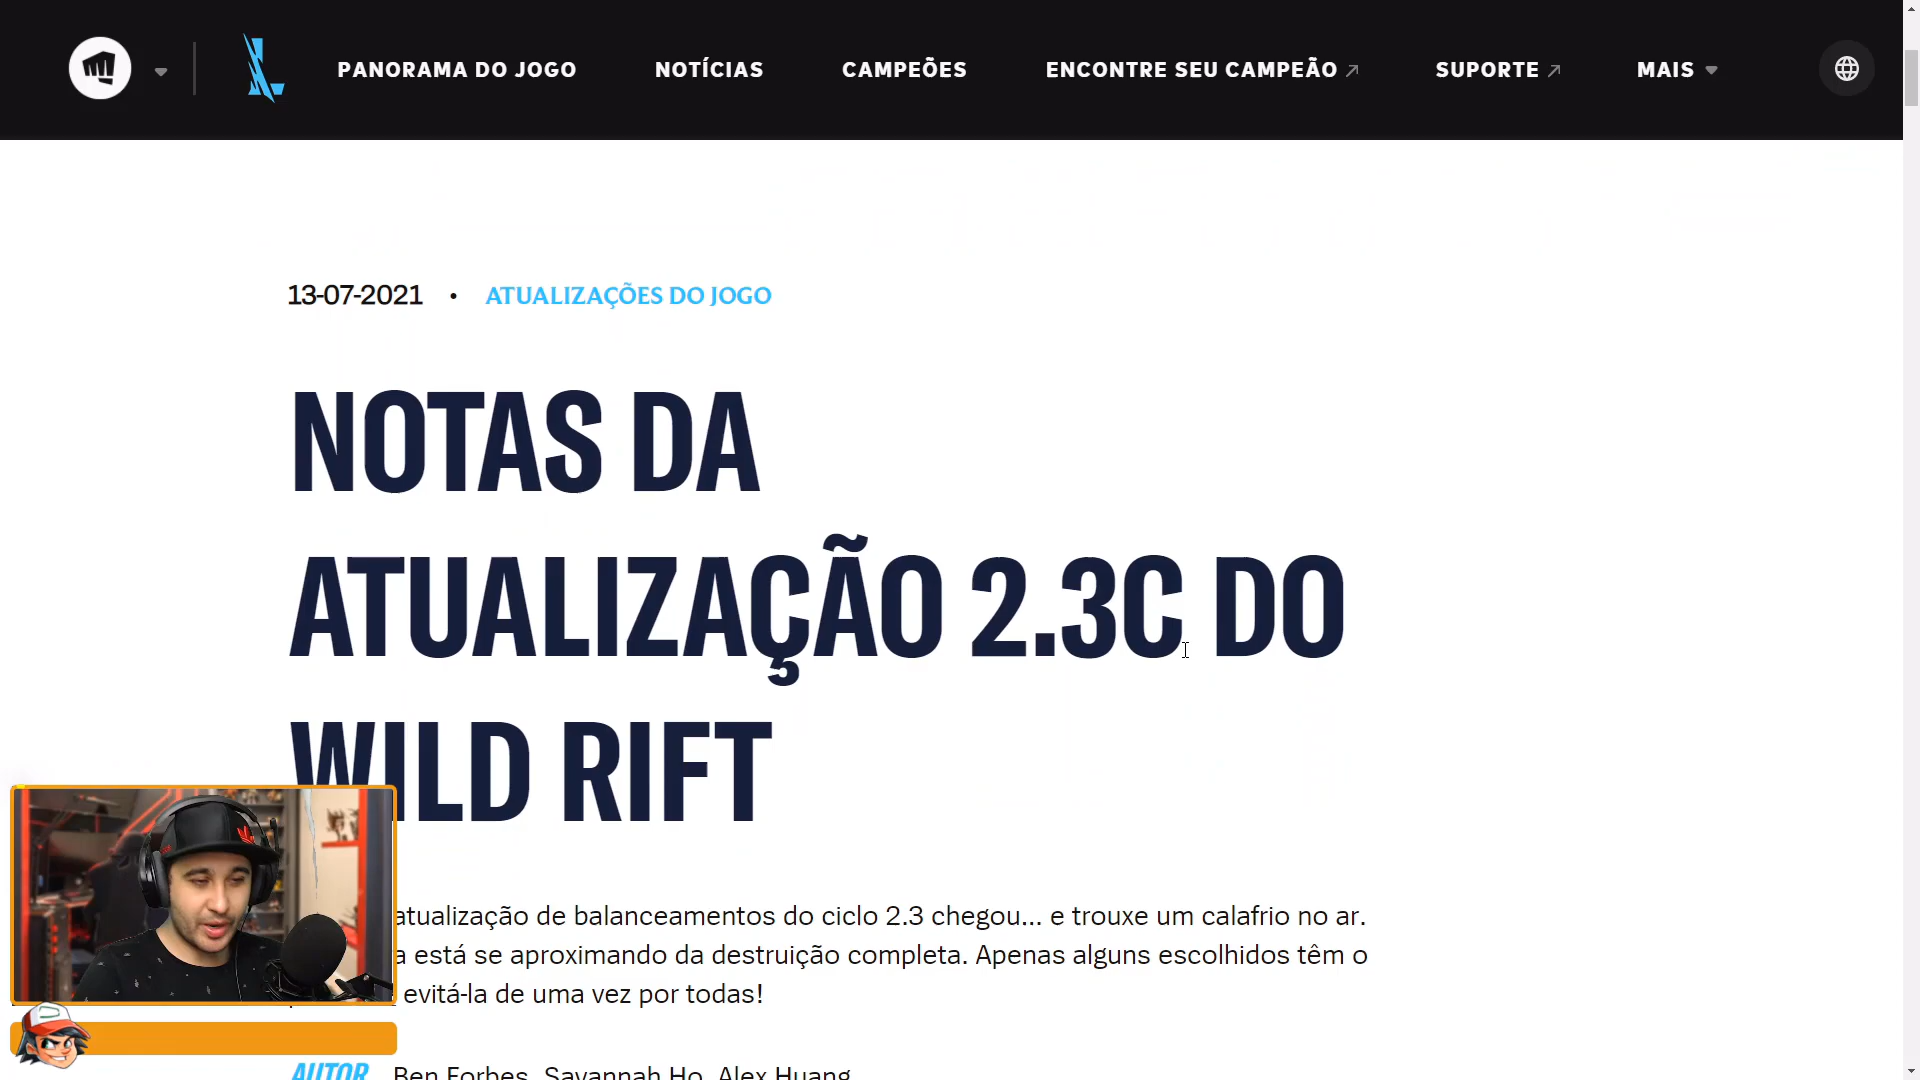 PANORAMA DO JOGO NOTÍCIAS CAMPEÕES ENCONTRE SEU CAMPEÃO SUPORTE MAIS
13-07-2021 • ATUALIZAÇÕES DO JOGO
NOTAS DA
ATUALIZAÇÃO 2.3C DO
WILD RIFT
atualização de balanceamentos do ciclo 2.3 chegou... e trouxe um calafrio no ar.
a está se aproximando da destruição completa. Apenas alguns escolhidos têm o
evitá-la de uma vez por todas!
AUTOR Ben Forbes, Savannah Ho, Alex Huang